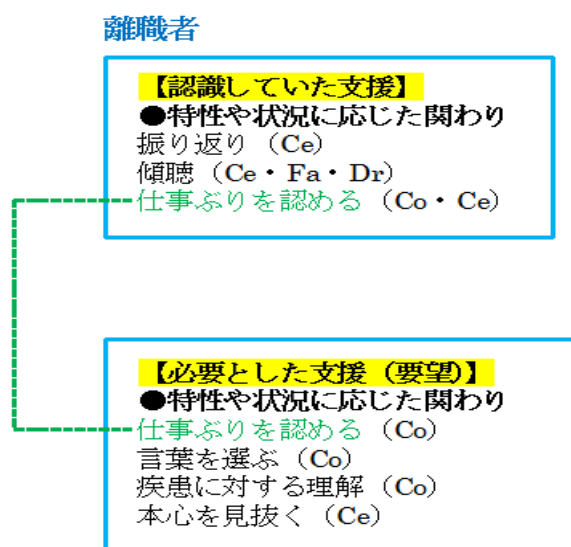 離職者
【認識していた支援】
●特性や状況に応じた関わり
振り返り（Ce）
傾聴（Ce・Fa・Dr）
仕事ぶりを認める（Co・Ce）
【必要とした支援（要望)】
●特性や状況に応じた関わり
仕事ぶりを認める（Co）
言葉を選ぶ（Co）
疾患に対する理解（Co）
本心を見抜く（Ce）